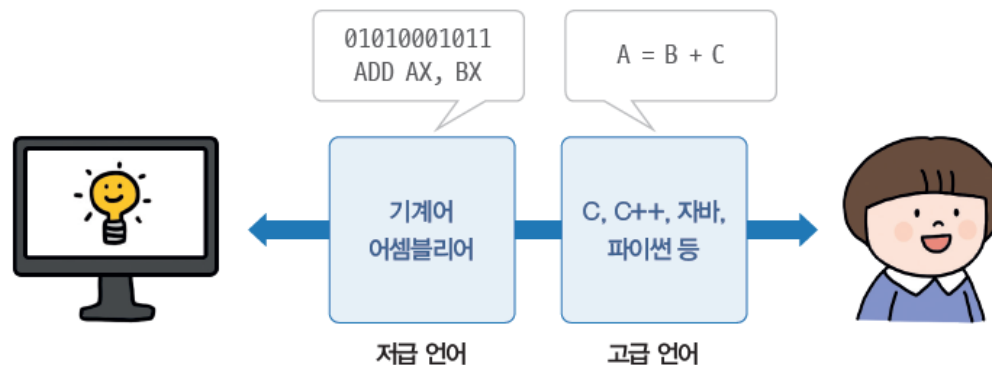 01010001011
ADD AX, BX
A = B + C
기계어
어셈블리어
C, C++, 자바,
파이썬 등
저급 언어
고급 언어